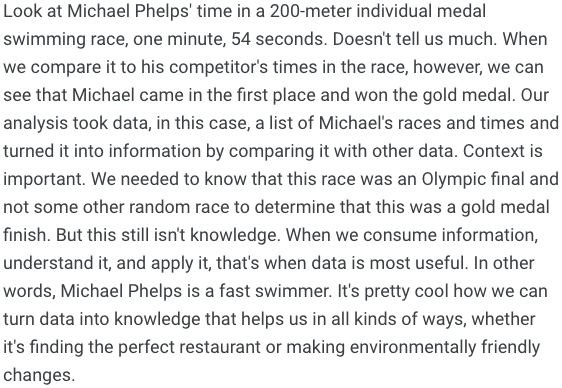 Look at Michael Phelps' time in a 200-meter individual medal
swimming race, one minute, 54 seconds. Doesn't tell us much. When
we compare it to his competitor's times in the race, however, we can
see that Michael came in the first place and won the gold medal. Our
analysis took data, in this case, a list of Michael's races and times and
turned it into information by comparing it with other data. Context is
important. We needed to know that this race was an Olympic final and
not some other random race to determine that this was a gold medal
finish. But this still isn't knowledge. When we consume information,
understand it, and apply it, that's when data is most useful. In other
words, Michael Phelps is a fast swimmer. It's pretty cool how we can
turn data into knowledge that helps us in all kinds of ways, whether
it's finding the perfect restaurant or making environmentally friendly
changes.